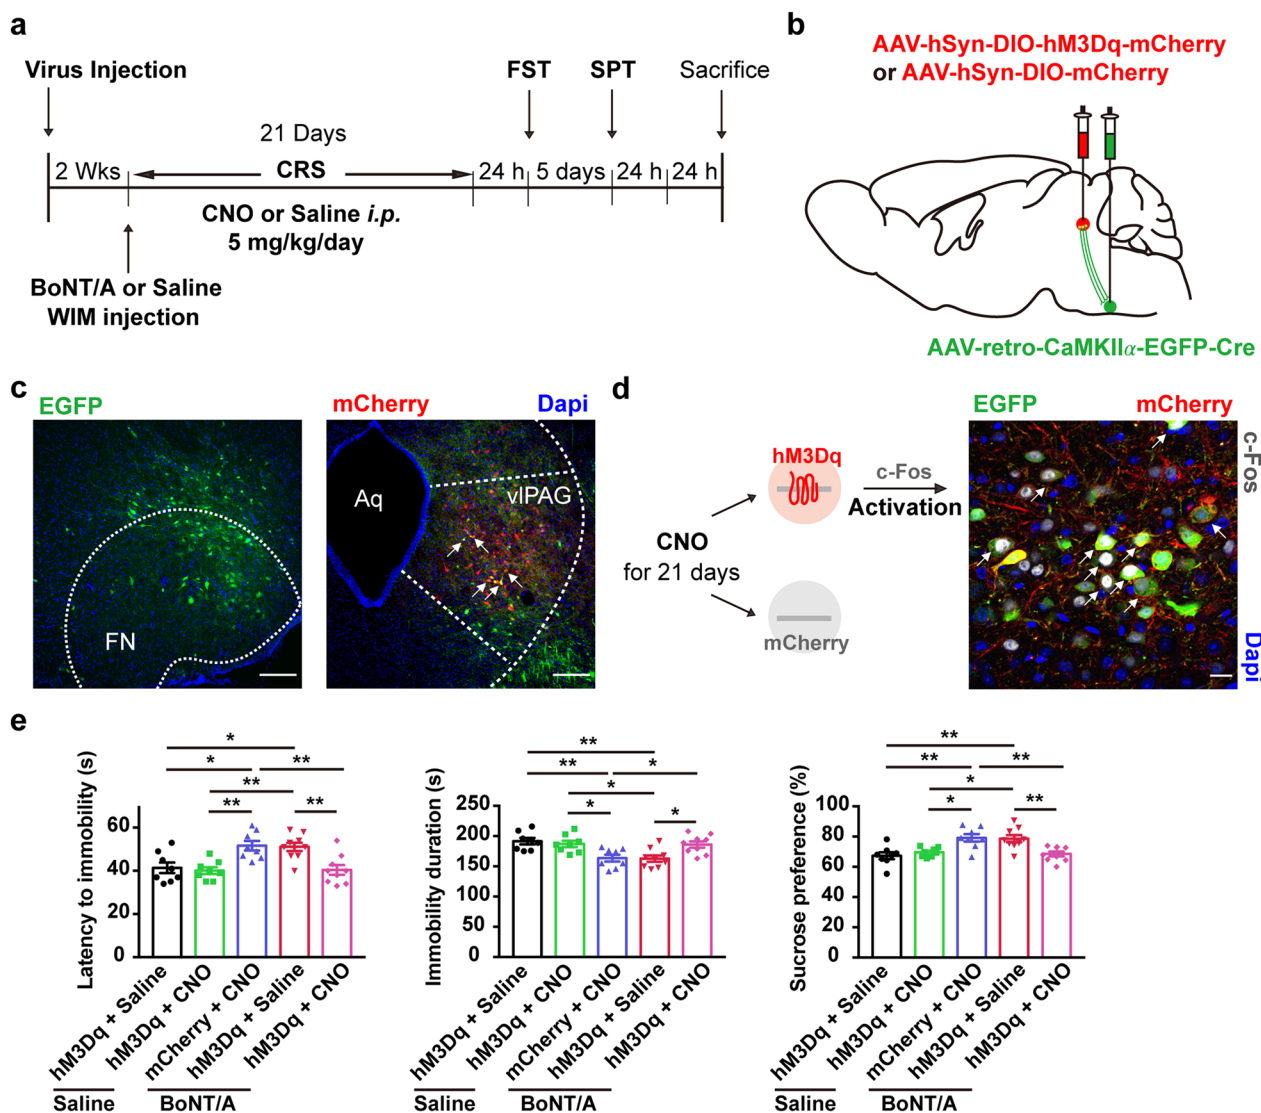 a
Virus Injection
FST
SPT
Sacrifice
21 Days
2 Wks
CRS
24 h
5 days
24 h
24 h
CNO or Saline i.p.
5 mg/kg/day
BoNT/A or Saline
WIM injection
b
AAV-hSyn-DIO-hM3Dq-mCherry
or AAV-hSyn-DIO-mCherry
AAV-retro-CaMKIIα-EGFP-Cre
c
EGFP
mCherry
Dapi
FN
Aq
vlPAG
d
CNO
for 21 days
hM3Dq
mCherry
c-Fos
Activation
EGFP
mCherry
c-Fos
Dapi
e
Latency to immobility (s)
60
40
20
0
*
*
**
**
**
**
hM3Dq + Saline
hM3Dq + CNO
mCherry + CNO
hM3Dq + Saline
hM3Dq + CNO
Saline
BoNT/A
Immobility duration (s)
250
200
150
100
50
0
**
**
*
*
*
*
hM3Dq + Saline
hM3Dq + CNO
mCherry + CNO
hM3Dq + Saline
hM3Dq + CNO
Saline
BoNT/A
Sucrose preference (%)
100
80
60
40
20
0
**
**
**
*
*
**
hM3Dq + Saline
hM3Dq + CNO
mCherry + CNO
hM3Dq + Saline
hM3Dq + CNO
Saline
BoNT/A